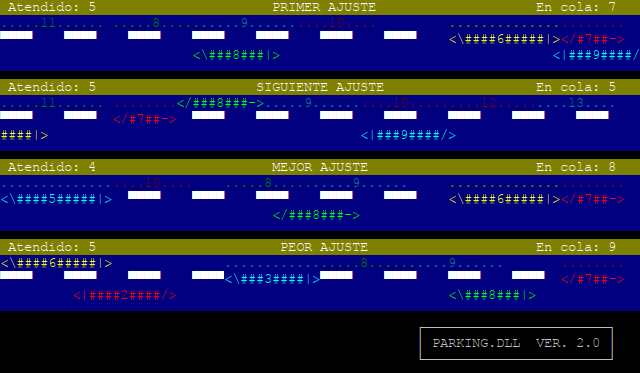 Atendido: 5 PRIMER AJUSTE En cola: 7
.....11...... .....8..........9..........10.... ......................
<\####6#####|></#7##->
<\###8###|> <|###9####/
Atendido: 5 SIGUIENTE AJUSTE En cola: 5
.....11...... ........</###8###->.....9..........10.........12.........13....
</#7##->
####|> <|###9####/>
Atendido: 4 MEJOR AJUSTE En cola: 8
..................10.... .....8..........9...... ......................
<\####5#####|> <\####6#####|></#7##->
</###8###->
Atendido: 5 PEOR AJUSTE En cola: 9
<\####6#####|> .................8..........9...... ........
<\###3####|> </#7##->
<|####2####/> <\###8###|>
PARKING.DLL VER. 2.0